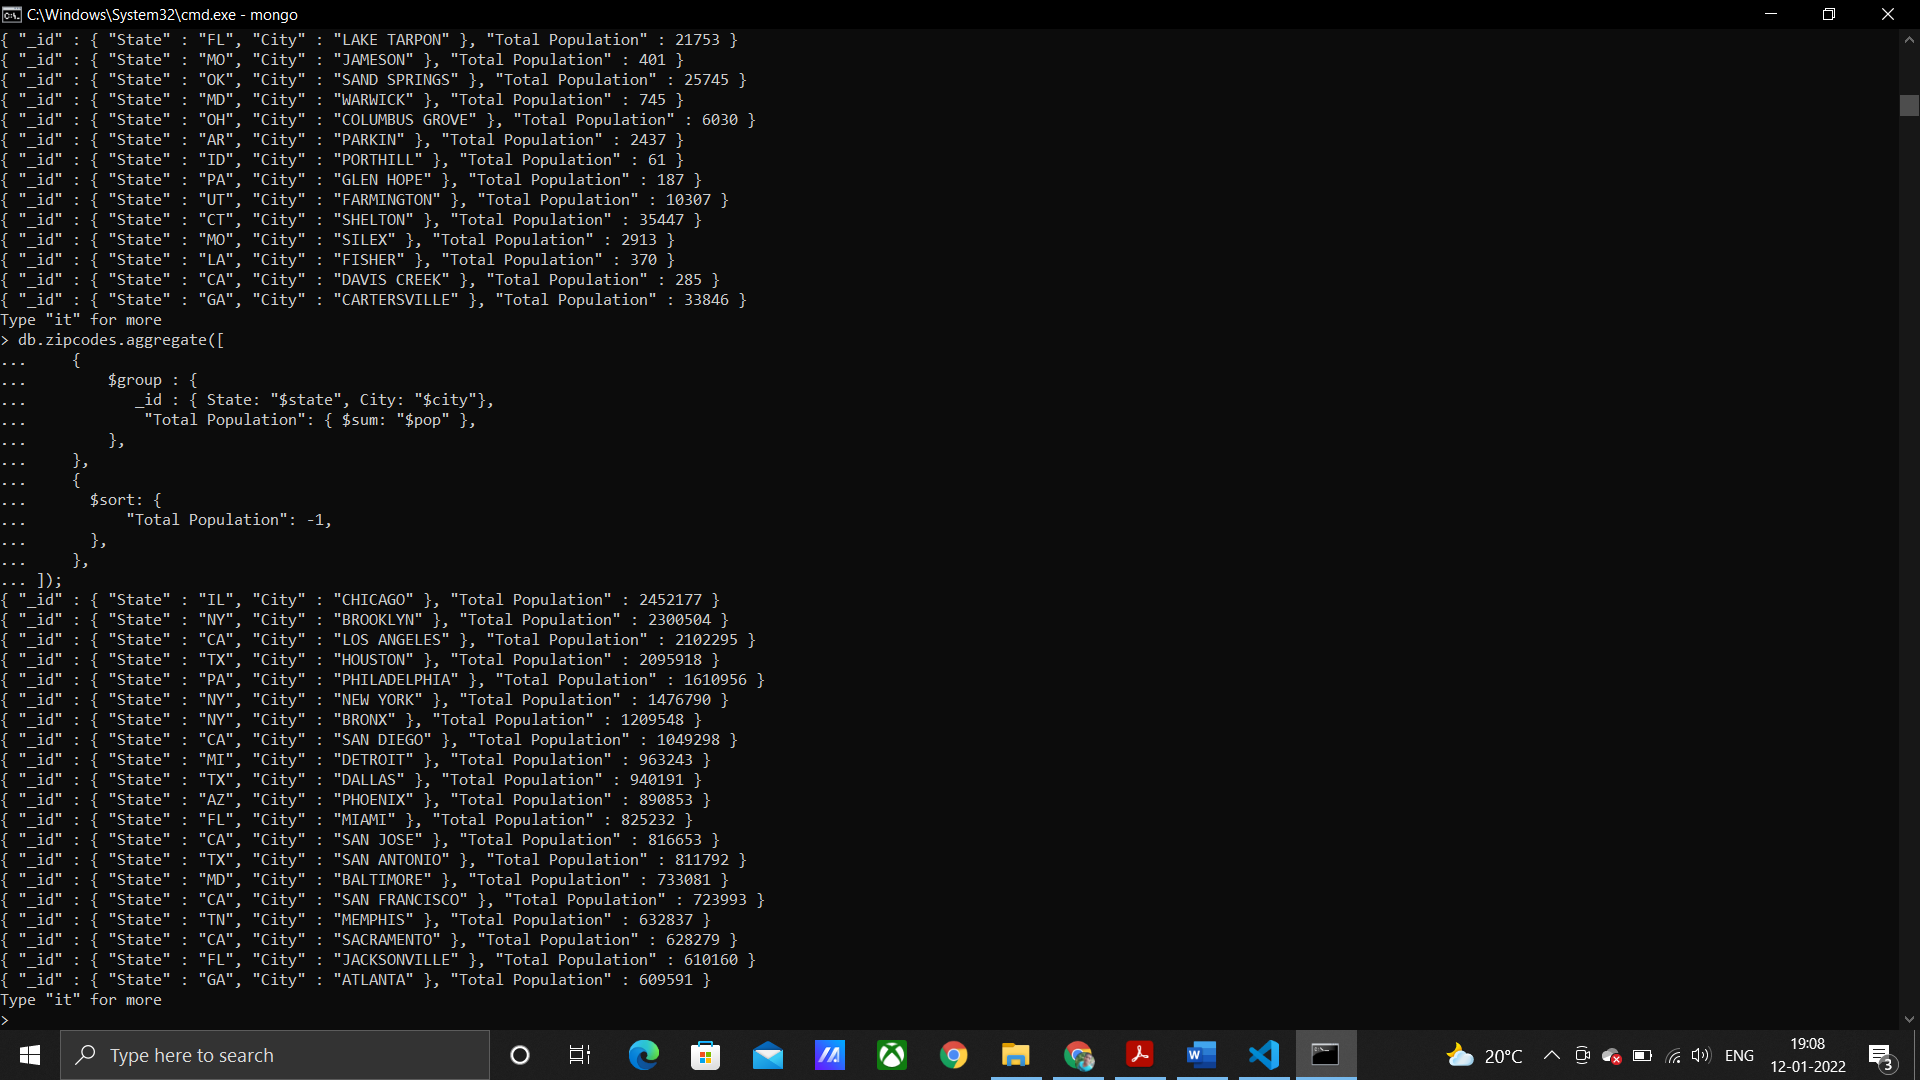 C:\Windows\System32\cmd.exe - mongo
{ "_id" : { "State" : "FL", "City" : "LAKE TARPON" }, "Total Population" : 21753 }
{ "_id" : { "State" : "MO", "City" : "JAMESON" }, "Total Population" : 401 }
{ "_id" : { "State" : "OK", "City" : "SAND SPRINGS" }, "Total Population" : 25745 }
{ "_id" : { "State" : "MD", "City" : "WARWICK" }, "Total Population" : 745 }
{ "_id" : { "State" : "OH", "City" : "COLUMBUS GROVE" }, "Total Population" : 6030 }
{ "_id" : { "State" : "AR", "City" : "PARKIN" }, "Total Population" : 2437 }
{ "_id" : { "State" : "ID", "City" : "PORTHILL" }, "Total Population" : 61 }
{ "_id" : { "State" : "PA", "City" : "GLEN HOPE" }, "Total Population" : 187 }
{ "_id" : { "State" : "UT", "City" : "FARMINGTON" }, "Total Population" : 10307 }
{ "_id" : { "State" : "CT", "City" : "SHELTON" }, "Total Population" : 35447 }
{ "_id" : { "State" : "MO", "City" : "SILEX" }, "Total Population" : 2913 }
{ "_id" : { "State" : "LA", "City" : "FISHER" }, "Total Population" : 370 }
{ "_id" : { "State" : "CA", "City" : "DAVIS CREEK" }, "Total Population" : 285 }
{ "_id" : { "State" : "GA", "City" : "CARTERSVILLE" }, "Total Population" : 33846 }
Type "it" for more
> db.zipcodes.aggregate([
...     {
...         $group : {
...            _id : { State: "$state", City: "$city"},
...             "Total Population": { $sum: "$pop" },
...         },
...     },
...     {
...       $sort: {
...           "Total Population": -1,
...       },
...     },
... ]);
{ "_id" : { "State" : "IL", "City" : "CHICAGO" }, "Total Population" : 2452177 }
{ "_id" : { "State" : "NY", "City" : "BROOKLYN" }, "Total Population" : 2300504 }
{ "_id" : { "State" : "CA", "City" : "LOS ANGELES" }, "Total Population" : 2102295 }
{ "_id" : { "State" : "TX", "City" : "HOUSTON" }, "Total Population" : 2095918 }
{ "_id" : { "State" : "PA", "City" : "PHILADELPHIA" }, "Total Population" : 1610956 }
{ "_id" : { "State" : "NY", "City" : "NEW YORK" }, "Total Population" : 1476790 }
{ "_id" : { "State" : "NY", "City" : "BRONX" }, "Total Population" : 1209548 }
{ "_id" : { "State" : "CA", "City" : "SAN DIEGO" }, "Total Population" : 1049298 }
{ "_id" : { "State" : "MI", "City" : "DETROIT" }, "Total Population" : 963243 }
{ "_id" : { "State" : "TX", "City" : "DALLAS" }, "Total Population" : 940191 }
{ "_id" : { "State" : "AZ", "City" : "PHOENIX" }, "Total Population" : 890853 }
{ "_id" : { "State" : "FL", "City" : "MIAMI" }, "Total Population" : 825232 }
{ "_id" : { "State" : "CA", "City" : "SAN JOSE" }, "Total Population" : 816653 }
{ "_id" : { "State" : "TX", "City" : "SAN ANTONIO" }, "Total Population" : 811792 }
{ "_id" : { "State" : "MD", "City" : "BALTIMORE" }, "Total Population" : 733081 }
{ "_id" : { "State" : "CA", "City" : "SAN FRANCISCO" }, "Total Population" : 723993 }
{ "_id" : { "State" : "TN", "City" : "MEMPHIS" }, "Total Population" : 632837 }
{ "_id" : { "State" : "CA", "City" : "SACRAMENTO" }, "Total Population" : 628279 }
{ "_id" : { "State" : "FL", "City" : "JACKSONVILLE" }, "Total Population" : 610160 }
{ "_id" : { "State" : "GA", "City" : "ATLANTA" }, "Total Population" : 609591 }
Type "it" for more
>
Type here to search
20°C
ENG
19:08
12-01-2022
3